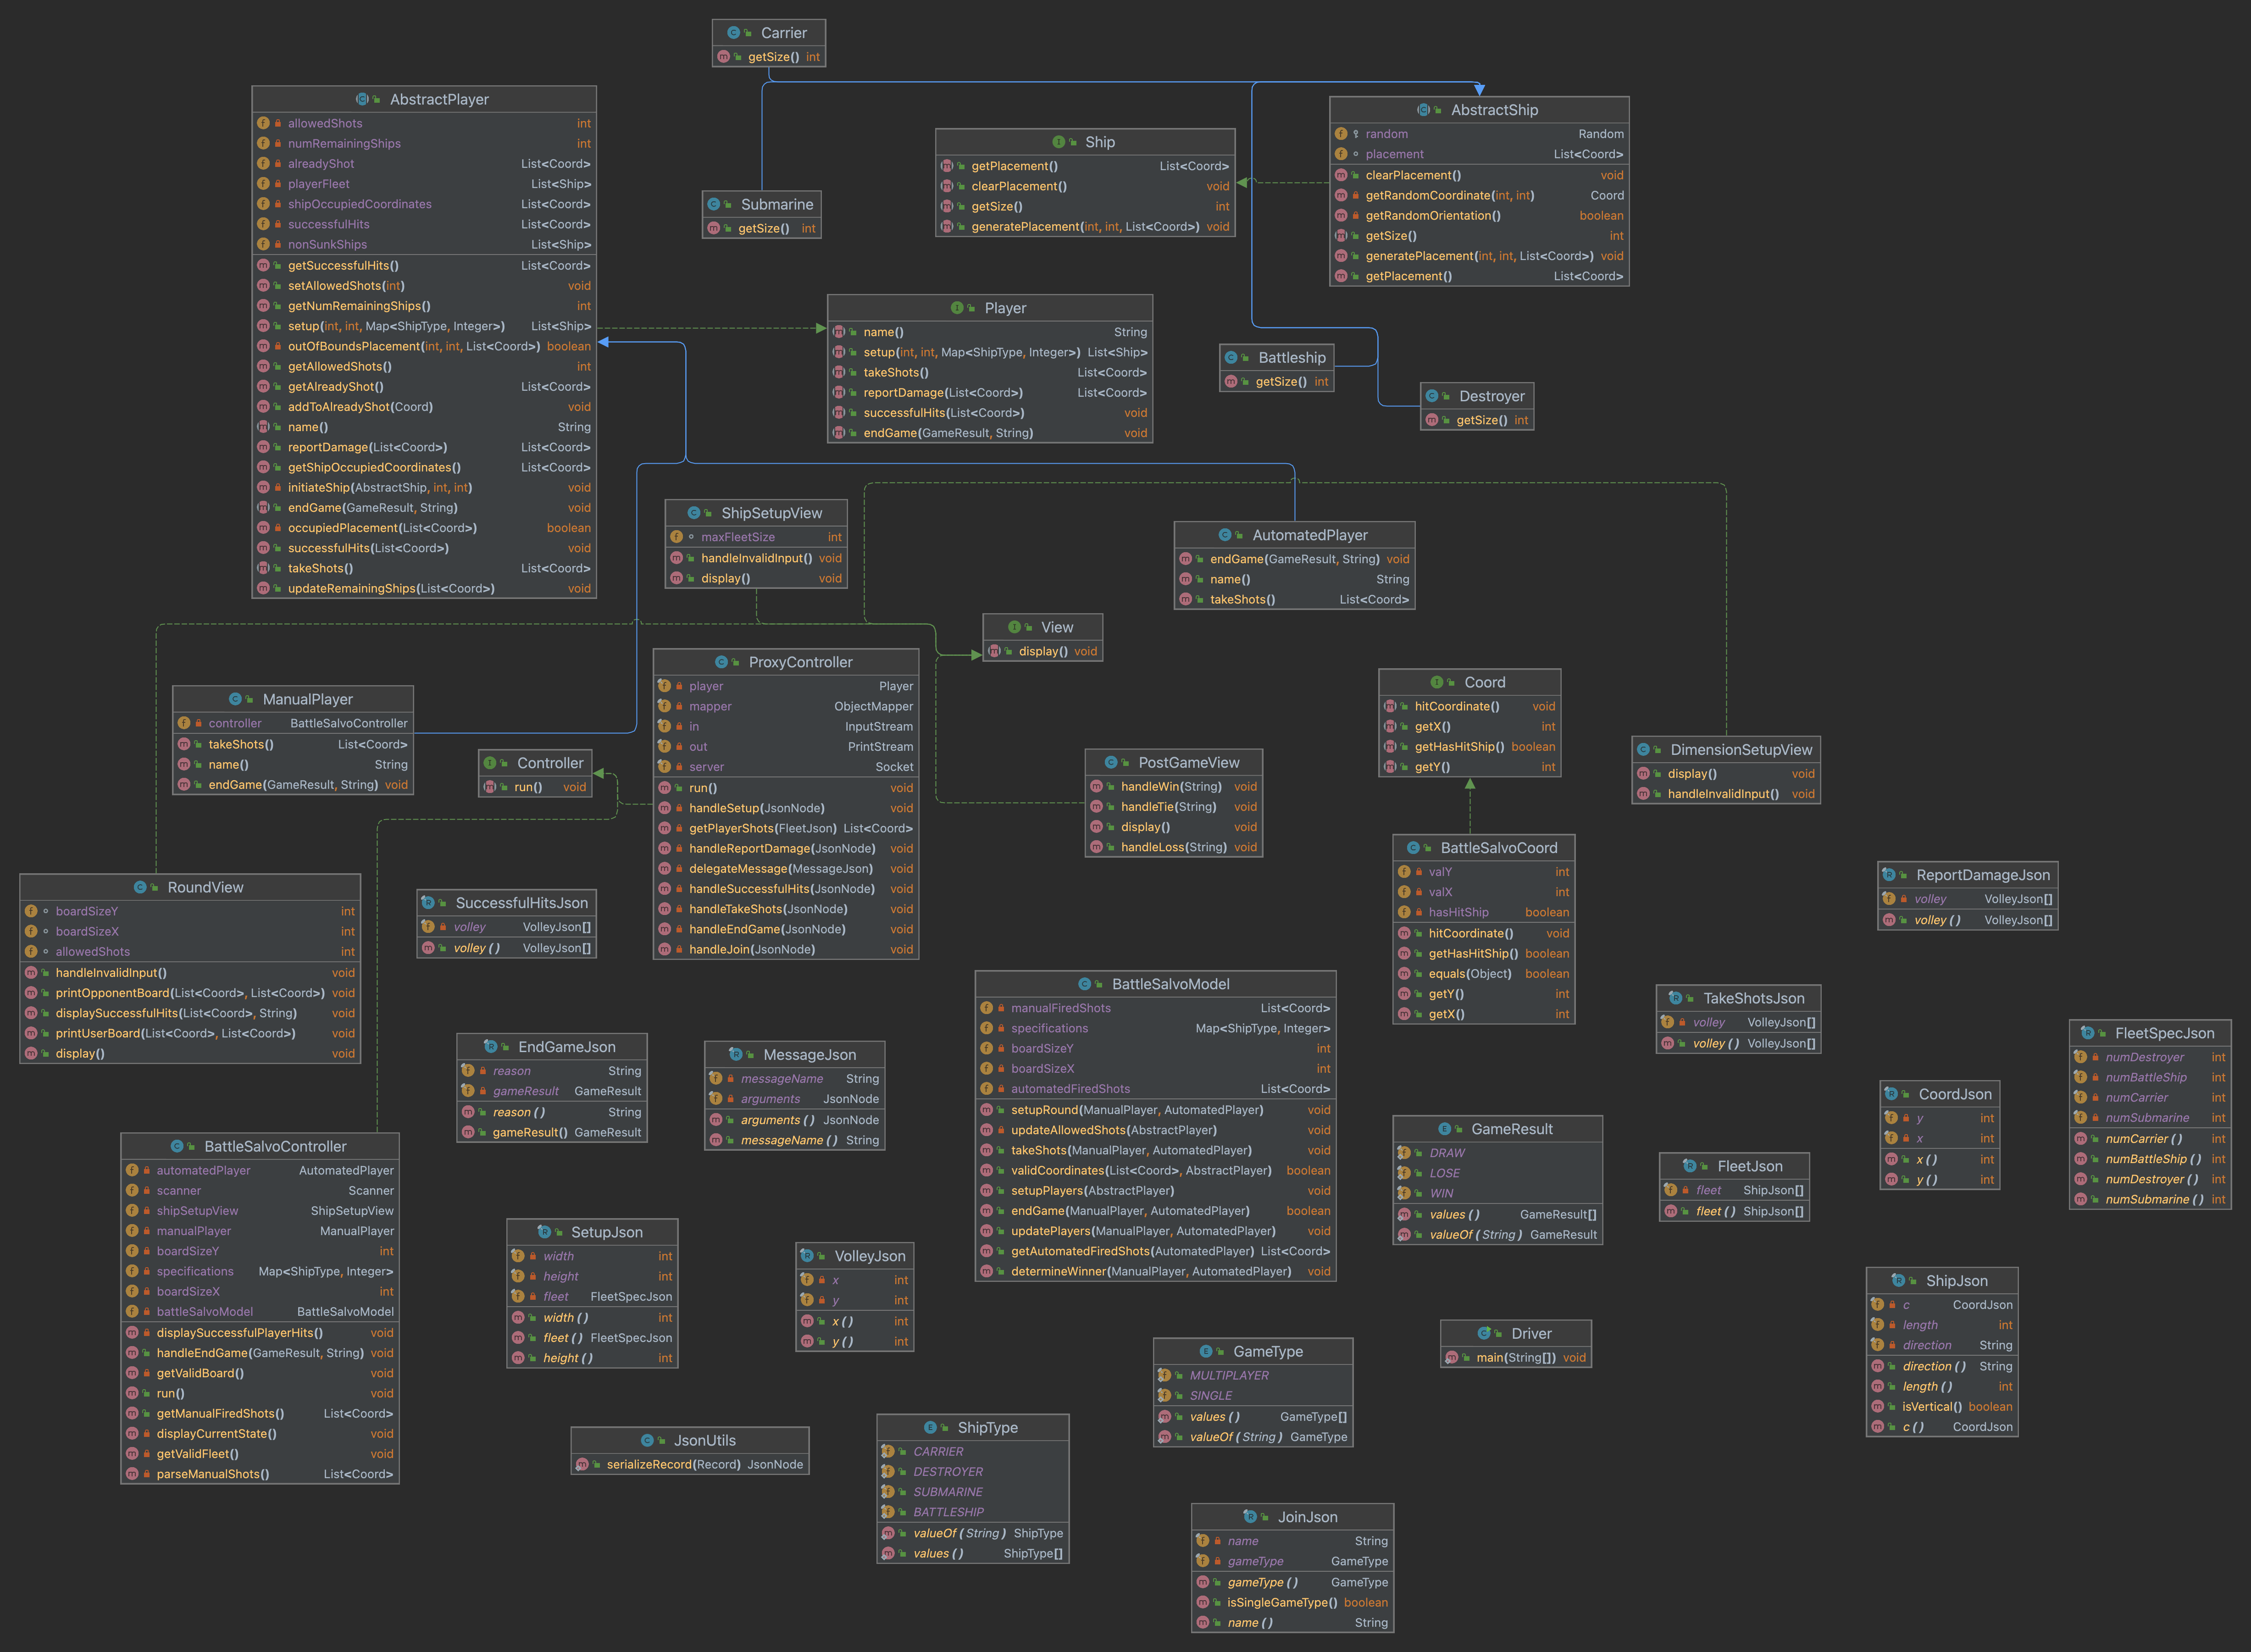 Carrier
getSize() int
AbstractPlayer
allowedShots int
numRemainingShips int
alreadyShot List<Coord>
playerFleet List<Ship>
shipOccupiedCoordinates List<Coord>
successfulHits List<Coord>
nonSunkShips List<Ship>
getSuccessfulHits() List<Coord>
setAllowedShots(int) void
getNumRemainingShips() int
setup(int, int, Map<ShipType, Integer>) List<Ship>
outOfBoundsPlacement(int, int, List<Coord>) boolean
getAllowedShots() int
getAlreadyShot() List<Coord>
addToAlreadyShot(Coord) void
name() String
reportDamage(List<Coord>) List<Coord>
getShipOccupiedCoordinates() List<Coord>
initiateShip(AbstractShip, int, int) void
endGame(GameResult, String) void
occupiedPlacement(List<Coord>) boolean
successfulHits(List<Coord>) void
takeShots() List<Coord>
updateRemainingShips(List<Coord>) void
Submarine
getSize() int
Ship
getPlacement() List<Coord>
clearPlacement() void
getSize() int
generatePlacement(int, int, List<Coord>) void
AbstractShip
random Random
placement List<Coord>
clearPlacement() void
getRandomCoordinate(int, int) Coord
getRandomOrientation() boolean
getSize() int
generatePlacement(int, int, List<Coord>) void
getPlacement() List<Coord>
Player
name() String
setup(int, int, Map<ShipType, Integer>) List<Ship>
takeShots() List<Coord>
reportDamage(List<Coord>) List<Coord>
successfulHits(List<Coord>) void
endGame(GameResult, String) void
Battleship
getSize() int
Destroyer
getSize() int
ShipSetupView
maxFleetSize int
handleInvalidInput() void
display() void
AutomatedPlayer
endGame(GameResult, String) void
name() String
takeShots() List<Coord>
View
display() void
ManualPlayer
controller BattleSalvoController
takeShots() List<Coord>
name() String
endGame(GameResult, String) void
Controller
run() void
ProxyController
player Player
mapper ObjectMapper
in InputStream
out PrintStream
server Socket
run() void
handleSetup(JsonNode) void
getPlayerShots(FleetJson) List<Coord>
handleReportDamage(JsonNode) void
delegateMessage(MessageJson) void
handleSuccessfulHits(JsonNode) void
handleTakeShots(JsonNode) void
handleEndGame(JsonNode) void
handleJoin(JsonNode) void
PostGameView
handleWin(String) void
handleTie(String) void
display() void
handleLoss(String) void
Coord
hitCoordinate() void
getX() int
getHasHitShip() boolean
getY() int
DimensionSetupView
display() void
handleInvalidInput() void
BattleSalvoCoord
valY int
valX int
hasHitShip boolean
hitCoordinate() void
getHasHitShip() boolean
equals(Object) boolean
getY() int
getX() int
RoundView
boardSizeY int
boardSizeX int
allowedShots int
handleInvalidInput() void
printOpponentBoard(List<Coord>, List<Coord>) void
displaySuccessfulHits(List<Coord>, String) void
printUserBoard(List<Coord>, List<Coord>) void
display() void
SuccessfulHitsJson
volley VolleyJson[]
volley () VolleyJson[]
ReportDamageJson
volley VolleyJson[]
volley () VolleyJson[]
BattleSalvoModel
manualFiredShots List<Coord>
specifications Map<ShipType, Integer>
boardSizeY int
boardSizeX int
automatedFiredShots List<Coord>
setupRound(ManualPlayer, AutomatedPlayer) void
updateAllowedShots(AbstractPlayer) void
takeShots(ManualPlayer, AutomatedPlayer) void
validCoordinates(List<Coord>, AbstractPlayer) boolean
setupPlayers(AbstractPlayer) void
endGame(ManualPlayer, AutomatedPlayer) boolean
updatePlayers(ManualPlayer, AutomatedPlayer) void
getAutomatedFiredShots(AutomatedPlayer) List<Coord>
determineWinner(ManualPlayer, AutomatedPlayer) void
TakeShotsJson
volley VolleyJson[]
volley () VolleyJson[]
FleetSpecJson
numDestroyer int
numBattleShip int
numCarrier int
numSubmarine int
numCarrier () int
numBattleShip () int
numDestroyer () int
numSubmarine () int
EndGameJson
reason String
gameResult GameResult
reason () String
gameResult() GameResult
MessageJson
messageName String
arguments JsonNode
arguments () JsonNode
messageName () String
CoordJson
y int
x int
x () int
y () int
GameResult
DRAW
LOSE
WIN
values () GameResult[]
valueOf (String) GameResult
FleetJson
fleet ShipJson[]
fleet () ShipJson[]
BattleSalvoController
automatedPlayer AutomatedPlayer
scanner Scanner
shipSetupView ShipSetupView
manualPlayer ManualPlayer
boardSizeY int
specifications Map<ShipType, Integer>
boardSizeX int
battleSalvoModel BattleSalvoModel
displaySuccessfulPlayerHits() void
handleEndGame(GameResult, String) void
getValidBoard() void
run() void
getManualFiredShots() List<Coord>
displayCurrentState() void
getValidFleet() void
parseManualShots() List<Coord>
SetupJson
width int
height int
fleet FleetSpecJson
width () int
fleet () FleetSpecJson
height () int
VolleyJson
x int
y int
x () int
y () int
ShipJson
c CoordJson
length int
direction String
direction () String
length () int
isVertical() boolean
c () CoordJson
Driver
main(String[]) void
GameType
MULTIPLAYER
SINGLE
values () GameType[]
valueOf (String) GameType
ShipType
CARRIER
DESTROYER
SUBMARINE
BATTLESHIP
valueOf (String) ShipType
values () ShipType[]
JsonUtils
serializeRecord(Record) JsonNode
JoinJson
name String
gameType GameType
gameType () GameType
isSingleGameType() boolean
name () String